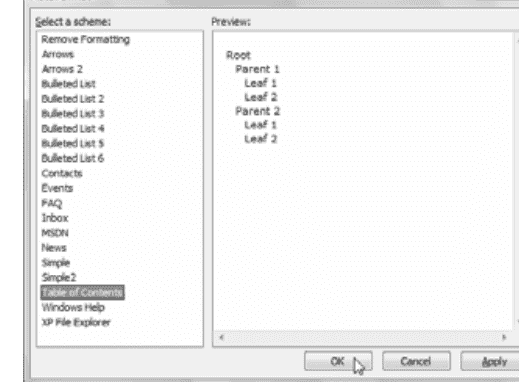 Select a scheme:
Remove Formatting
Arrows
Arrows 2
Bulleted List
Bulleted List 2
Bulleted List 3
Bulleted List 4
Bulleted List 5
Bulleted List 6
Contacts
Events
FAQ
Inbox
MSDN
News
Simple
Simple2
Table of Contents
Windows Help
XP File Explorer
Preview:
Root
Parent 1
Leaf 1
Leaf 2
Parent 2
Leaf 1
Leaf 2
OK
Cancel
Apply